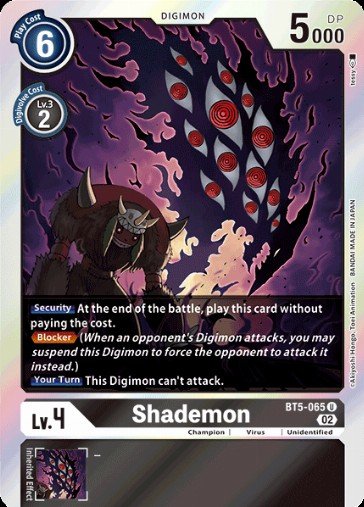 DIGIMON
Play Cost
6
DP
5000
Digivolve Cost
Lv.3
2
tessy
©Akiyoshi Hongo, Toei Animation BANDAI MADE IN JAPAN
Security At the end of the battle, play this card without
paying the cost.
Blocker (When an opponent's Digimon attacks, you may
suspend this Digimon to force the opponent to attack it
instead.)
Your Turn This Digimon can't attack.
Lv.4
Shademon
BT5-065 U
02
Champion | Virus | Unidentified
Inherited Effect
–